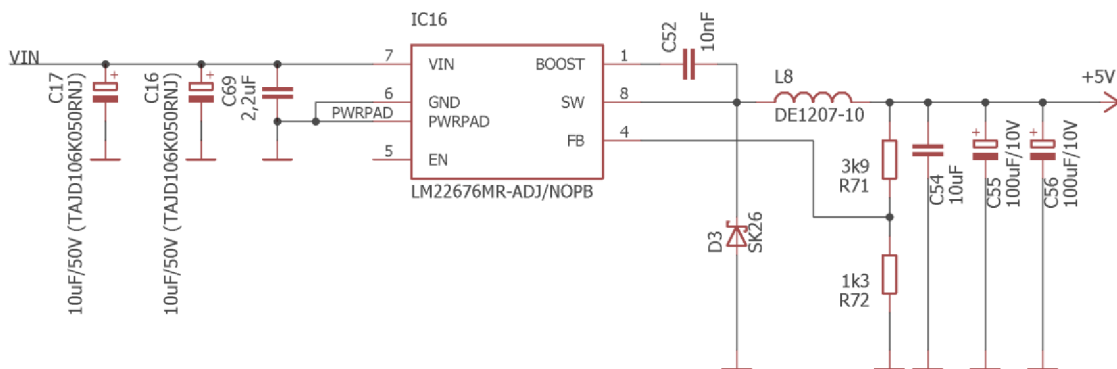 IC16
VIN
C17
10uF/50V (TAJD106K050RNJ)
C16
10uF/50V (TAJD106K050RNJ)
C69
2,2uF
+
+
7
6
PWRPAD
5
VIN
GND
PWRPAD
EN
BOOST
SW
FB
LM22676MR-ADJ/NOPB
1
8
4
C52
10nF
L8
DE1207-10
+5V
D3
SK26
3k9
R71
1k3
R72
C54
10uF
+
C55
100uF/10V
+
C56
100uF/10V